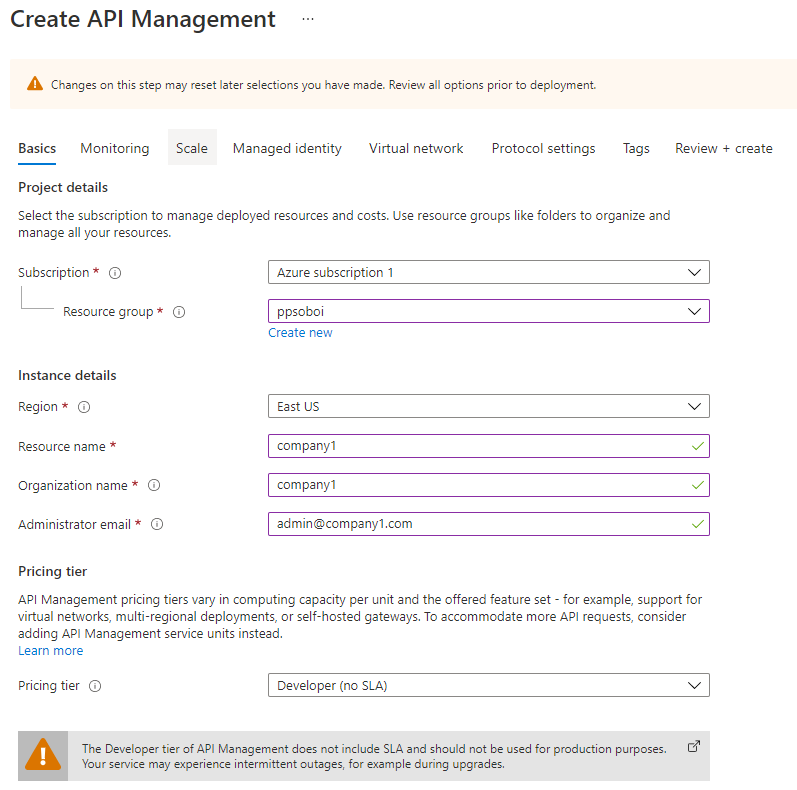 Create API Management ...
Changes on this step may reset later selections you have made. Review all options prior to deployment.
Basics Monitoring Scale Managed identity Virtual network Protocol settings Tags Review + create
Project details
Select the subscription to manage deployed resources and costs. Use resource groups like folders to organize and
manage all your resources.
Subscription * Azure subscription 1
Resource group * ppsoboi
Create new
Instance details
Region * East US
Resource name * company1
Organization name * company1
Administrator email * admin@company1.com
Pricing tier
API Management pricing tiers vary in computing capacity per unit and the offered feature set - for example, support for
virtual networks, multi-regional deployments, or self-hosted gateways. To accommodate more API requests, consider
adding API Management service units instead.
Learn more
Pricing tier Developer (no SLA)
The Developer tier of API Management does not include SLA and should not be used for production purposes.
Your service may experience intermittent outages, for example during upgrades.